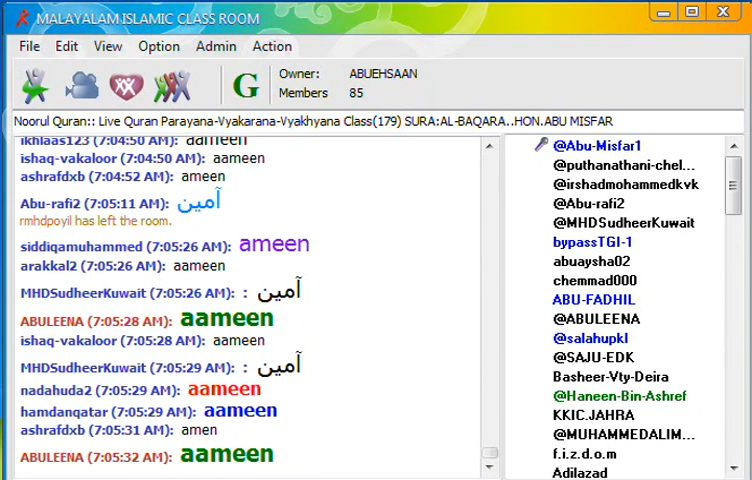 MALAYALAM ISLAMIC CLASS ROOM
File Edit View Option Admin Action
G Owner: ABUEHSAAN
Members 85
Noorul Quran:: Live Quran Parayana-Vyakarana-Vyakhyana Class(179) SURA:AL-BAQARA..HON.ABU MISFAR
ikhlaas123 (7:04:50 AM): aameen
ishaq-vakaloor (7:04:50 AM): aameen
ashrafdxb (7:04:52 AM): ameen
Abu-rafi2 (7:05:11 AM): آمين
rmhdpoyil has left the room.
siddiqamuhammed (7:05:26 AM): ameen
arakkal2 (7:05:26 AM): aameen
MHDSudheerKuwait (7:05:26 AM): : آمين
ABULEENA (7:05:28 AM): aameen
ishaq-vakaloor (7:05:28 AM): aameen
MHDSudheerKuwait (7:05:29 AM): : آمين
nadahuda2 (7:05:29 AM): aameen
hamdanqatar (7:05:29 AM): aameen
ashrafdxb (7:05:31 AM): amen
ABULEENA (7:05:32 AM): aameen
@Abu-Misfar1
@puthanathani-chel...
@irshadmohammedkvk
@Abu-rafi2
@MHDSudheerKuwait
bypassTGI-1
abuaysha02
chemmad000
ABU-FADHIL
@ABULEENA
@salahupkl
@SAJU-EDK
Basheer-Vty-Deira
@Haneen-Bin-Ashref
KKIC.JAHRA
@MUHAMMEDALIM...
f.i.z.d.o.m
Adilazad